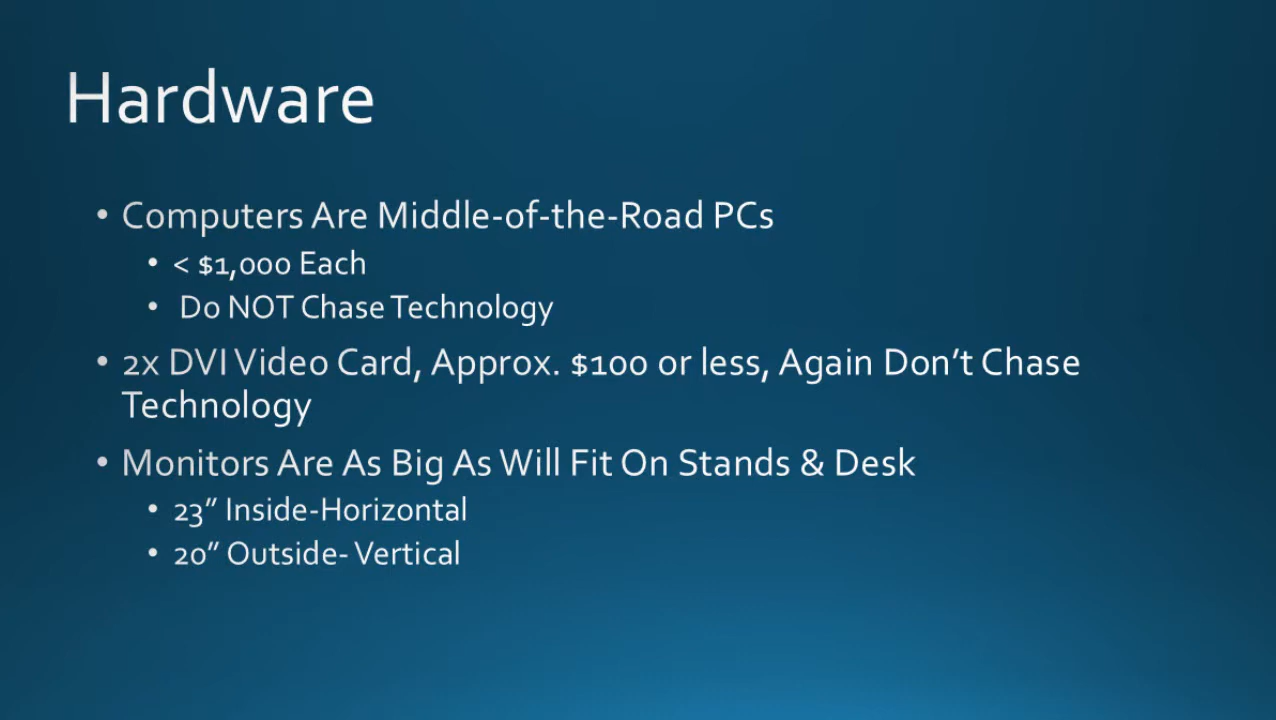 Hardware
• Computers Are Middle-of-the-Road PCs
• < $1,000 Each
• Do NOT Chase Technology
• 2x DVI Video Card, Approx. $100 or less, Again Don’t Chase
Technology
• Monitors Are As Big As Will Fit On Stands & Desk
• 23” Inside-Horizontal
• 20” Outside- Vertical